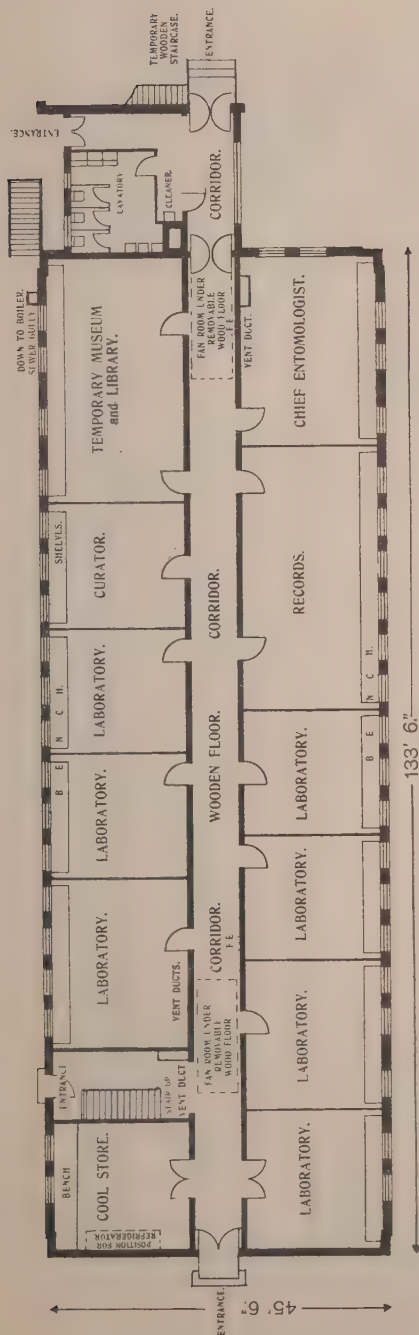 TEMPORARY
WOODEN
STAIRCASE.
ENTRANCE.
ENTRANCE.
LAVATORY
CLEANER.
CORRIDOR.
DOWN TO BOILER.
SEWER GULLY
TEMPORARY MUSEUM
and LIBRARY.
FAN ROOM UNDER
REMOVABLE
WOOD FLOOR
F E
VENT DUCT.
CHIEF ENTOMOLOGIST.
SHELVES.
CURATOR.
CORRIDOR.
RECORDS.
B E N C H.
LABORATORY.
LABORATORY.
LABORATORY.
WOODEN FLOOR.
B E N C H.
LABORATORY.
LABORATORY.
LABORATORY.
LABORATORY.
VENT DUCTS.
CORRIDOR.
F E
FAN ROOM UNDER
REMOVABLY
WOOD FLOOR
ENTRANCE
STAIR UP
VENT DUCT
BENCH
COOL STORE.
POSITION FOR
REFRIGERATOR
ENTRANCE.
45' 6"
133' 6"